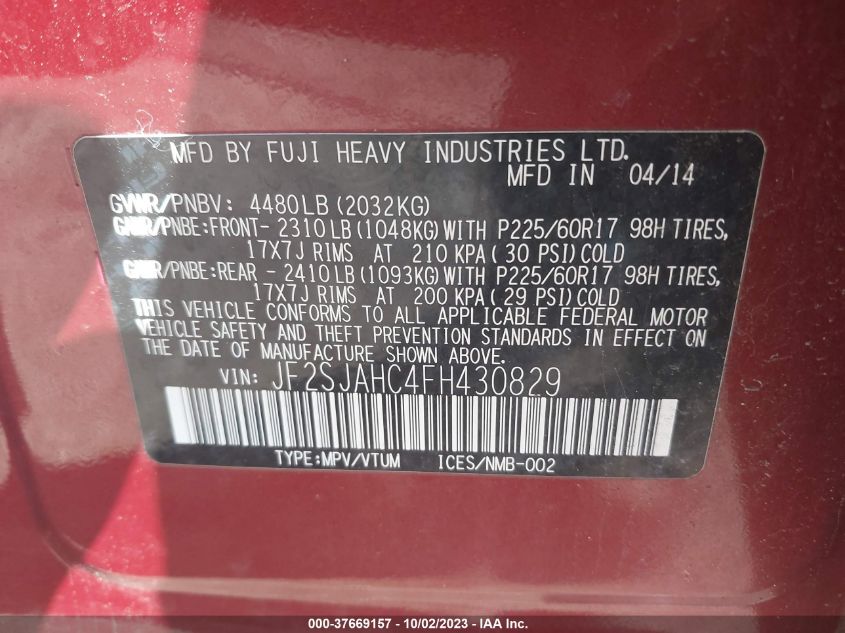 MFD BY FUJI HEAVY INDUSTRIES LTD.
MFD IN 04/14
GVWR/PNBV: 4480LB (2032KG)
GAWR/PNBE:FRONT- 2310LB (1048KG) WITH P225/60R17 98H TIRES,
17X7J RIMS AT 210 KPA ( 30 PSI) COLD
GAWR/PNBE:REAR - 2410LB (1093KG) WITH P225/60R17 98H TIRES,
17X7J RIMS AT 200 KPA ( 29 PSI) COLD
THIS VEHICLE CONFORMS TO ALL APPLICABLE FEDERAL MOTOR
VEHICLE SAFETY AND THEFT PREVENTION STANDARDS IN EFFECT ON
THE DATE OF MANUFACTURE SHOWN ABOVE.
VIN: JF2SJAHC4FH430829
TYPE:MPV/VTUM ICES/NMB-002
000-37669157 - 10/02/2023 - Copyright © 2023 IAA, Inc.